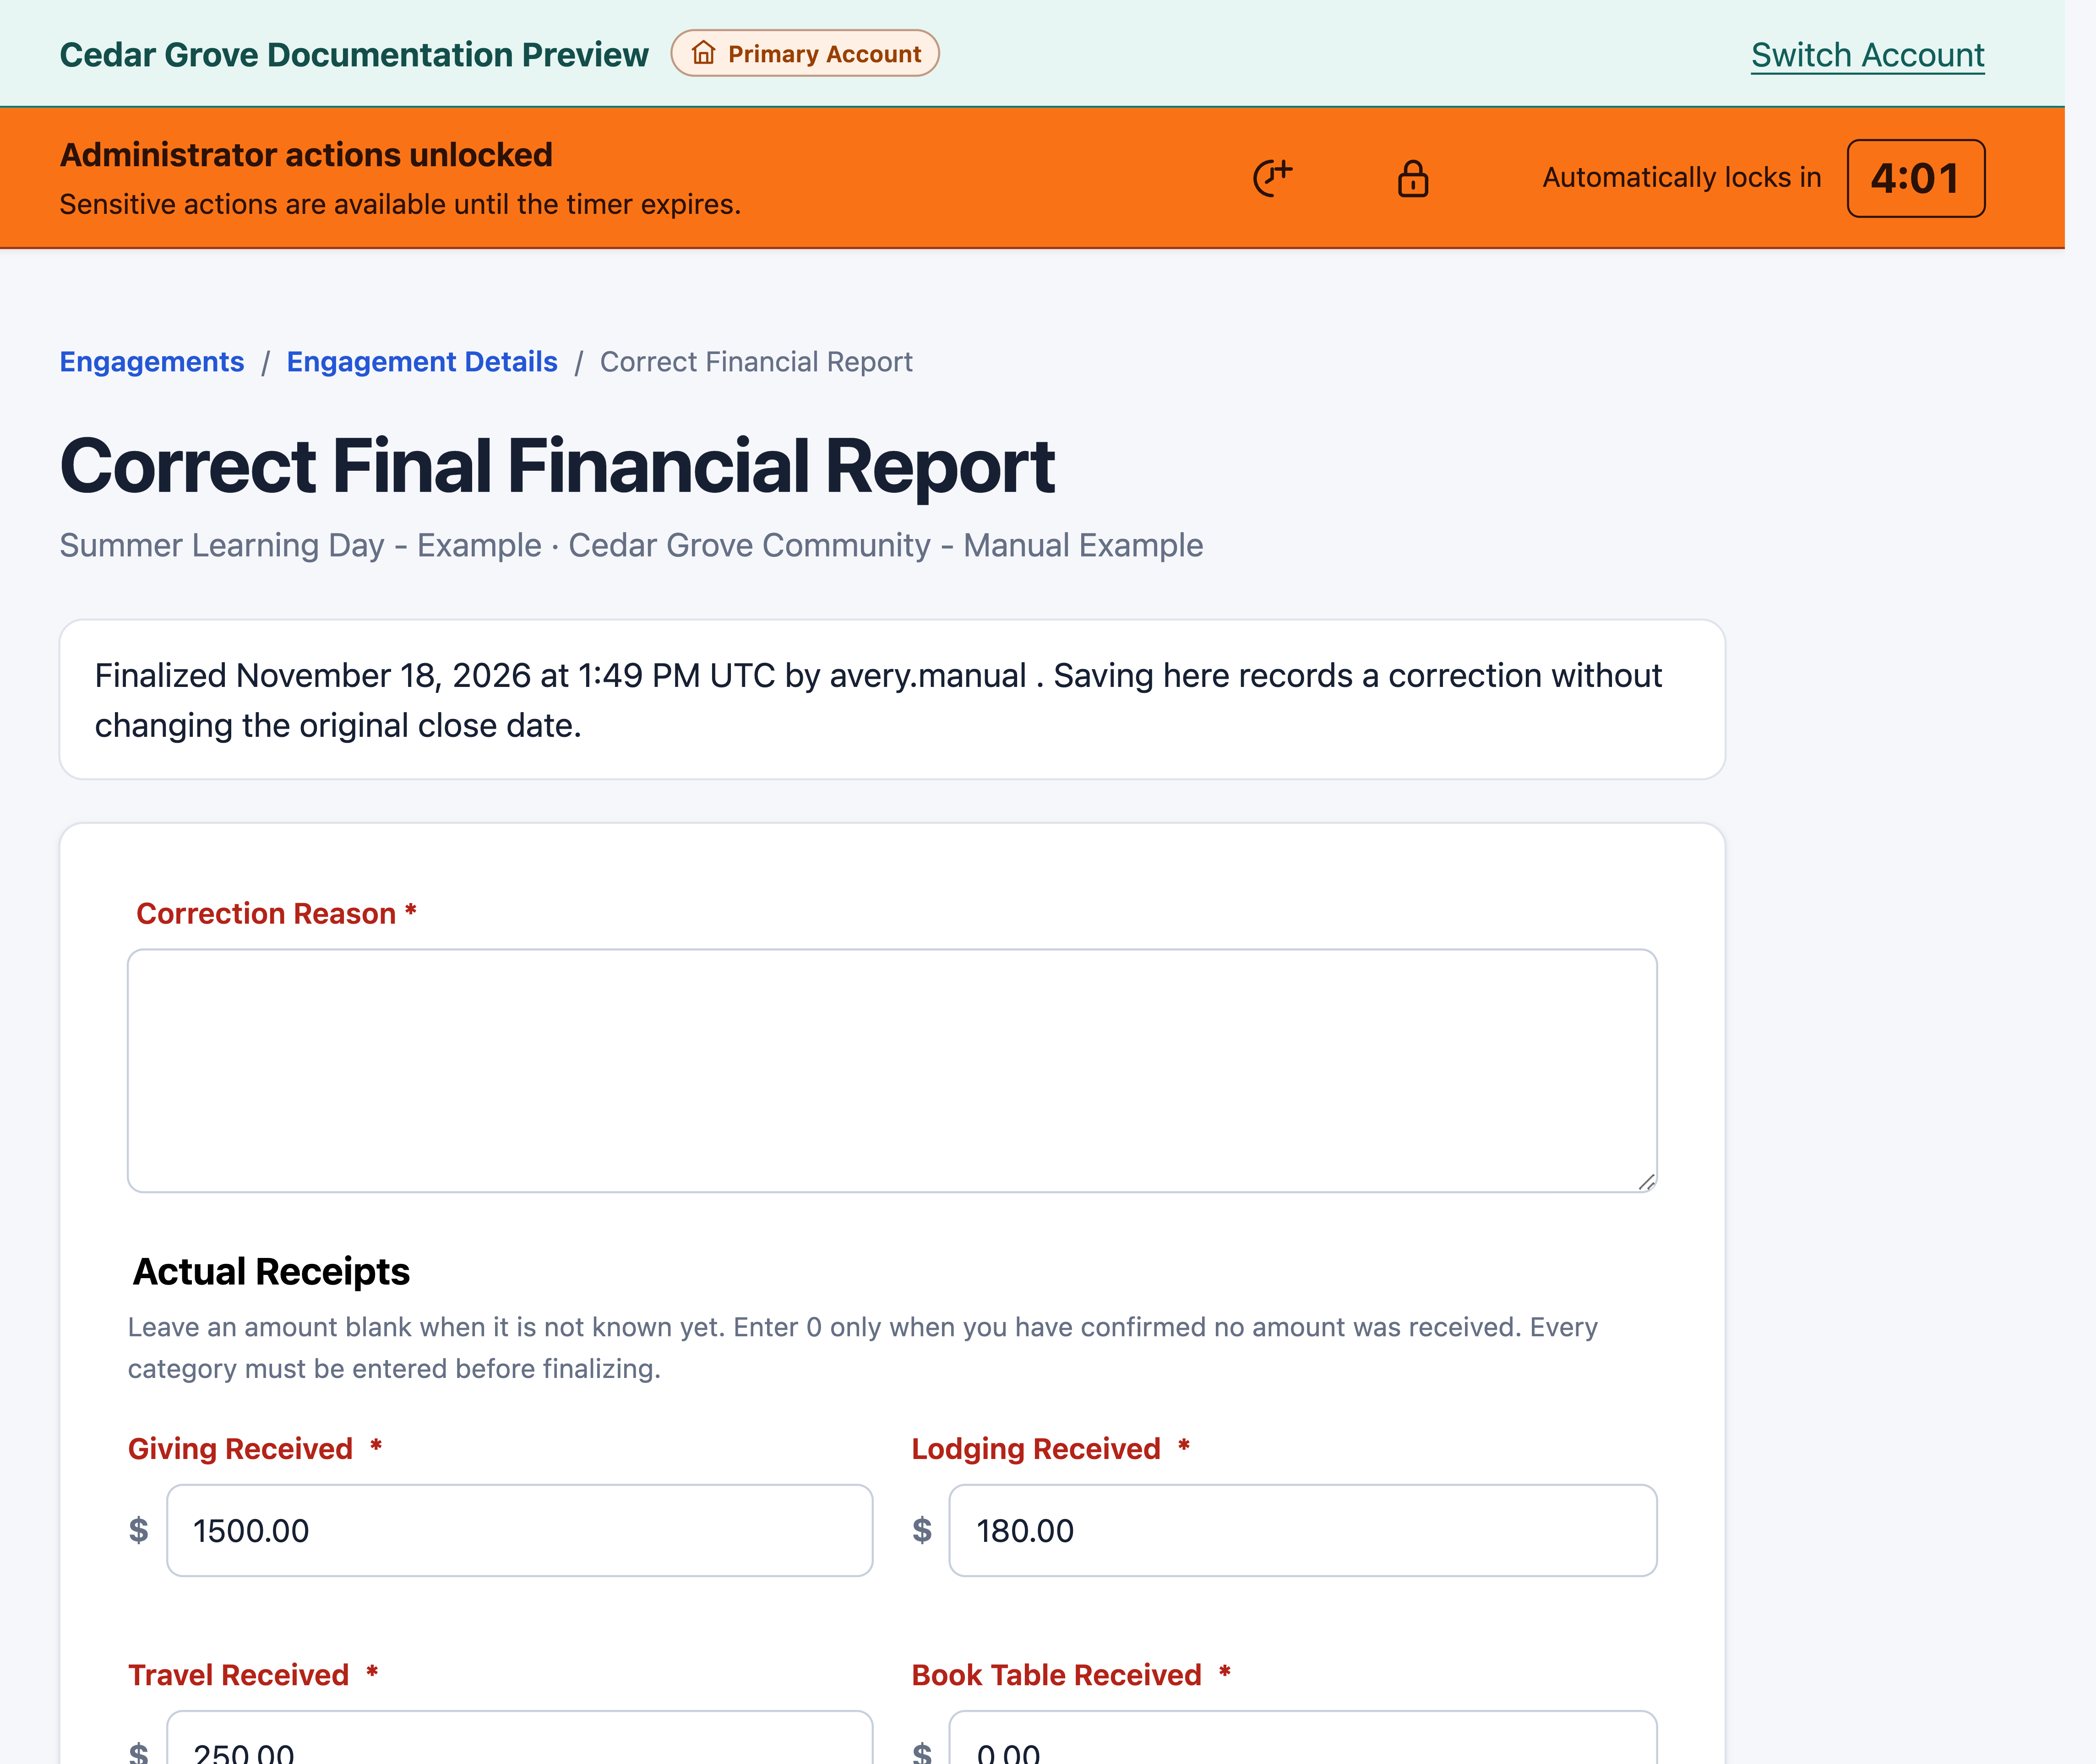 Cedar Grove Documentation Preview
Primary Account
Switch Account
Administrator actions unlocked
Sensitive actions are available until the timer expires.
Automatically locks in
4:01
Engagements / Engagement Details / Correct Financial Report
Correct Final Financial Report
Summer Learning Day - Example · Cedar Grove Community - Manual Example
Finalized November 18, 2026 at 1:49 PM UTC by avery.manual . Saving here records a correction without
changing the original close date.
Correction Reason *
Actual Receipts
Leave an amount blank when it is not known yet. Enter 0 only when you have confirmed no amount was received. Every
category must be entered before finalizing.
Giving Received *
Lodging Received *
$ 1500.00
$ 180.00
Travel Received *
Book Table Received *
$ 250.00
$ 0.00